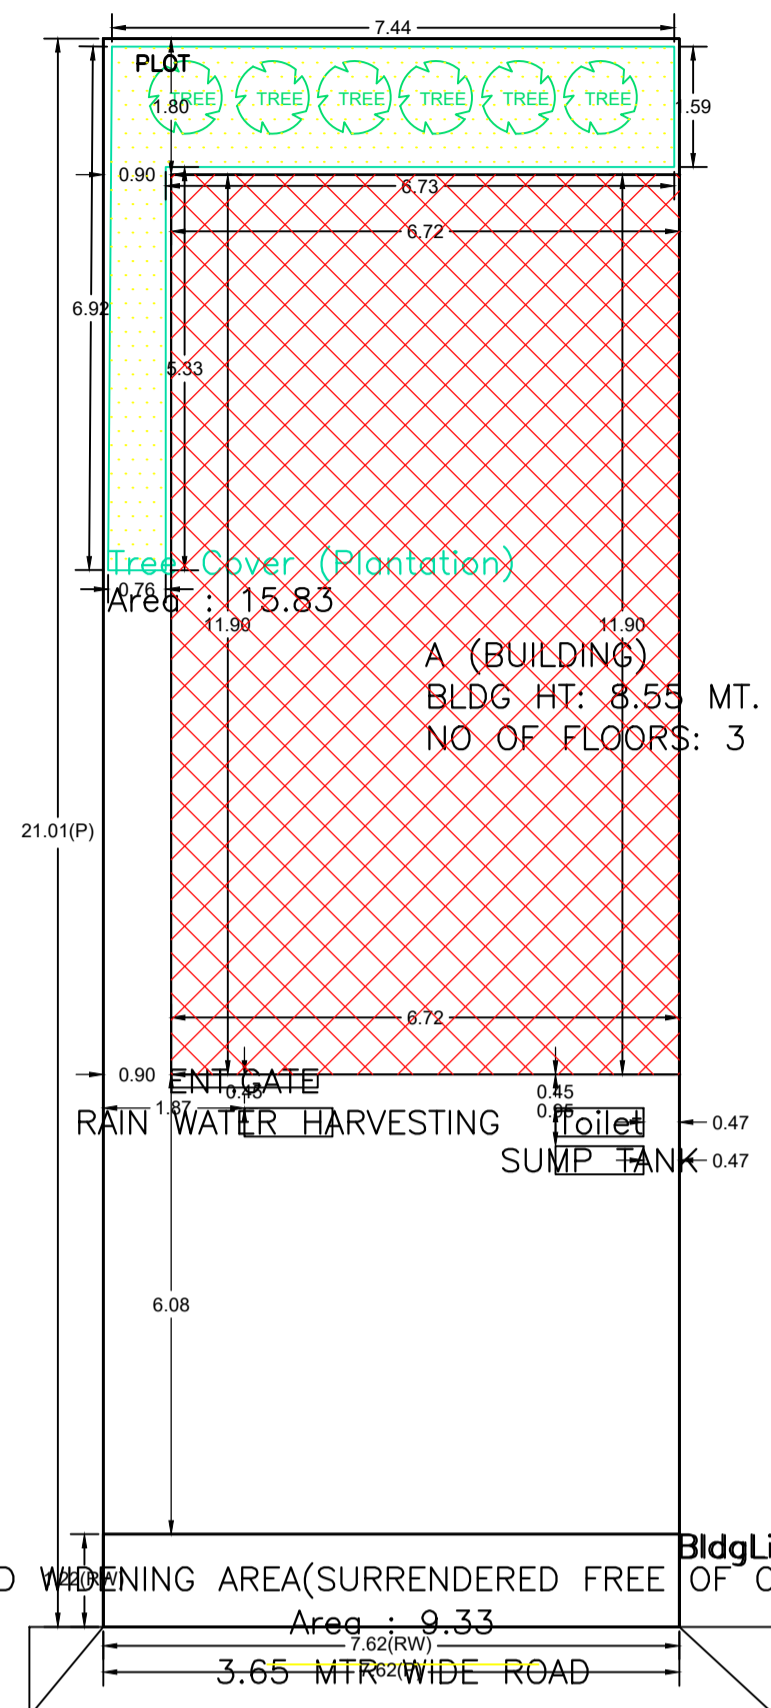 7.44
PLOT
TREE TREE TREE TREE TREE TREE
1.80
1.59
0.90
6.73
6.72
6.92
5.33
Tree Cover (Plantation)
0.76
Area : 15.83
11.90
11.90
A (BUILDING)
BLDG HT: 8.55 MT.
NO OF FLOORS: 3
21.01(P)
6.72
0.90
ENT.GATE
0.45
0.45
1.87
0.95
RAIN WATER HARVESTING
Toilet
0.47
SUMP TANK
0.47
6.08
BldgLi
D WIDENING AREA(SURRENDERED FREE OF C
1.22(RW)
Area : 9.33
7.62(RW)
3.65 MTR WIDE ROAD